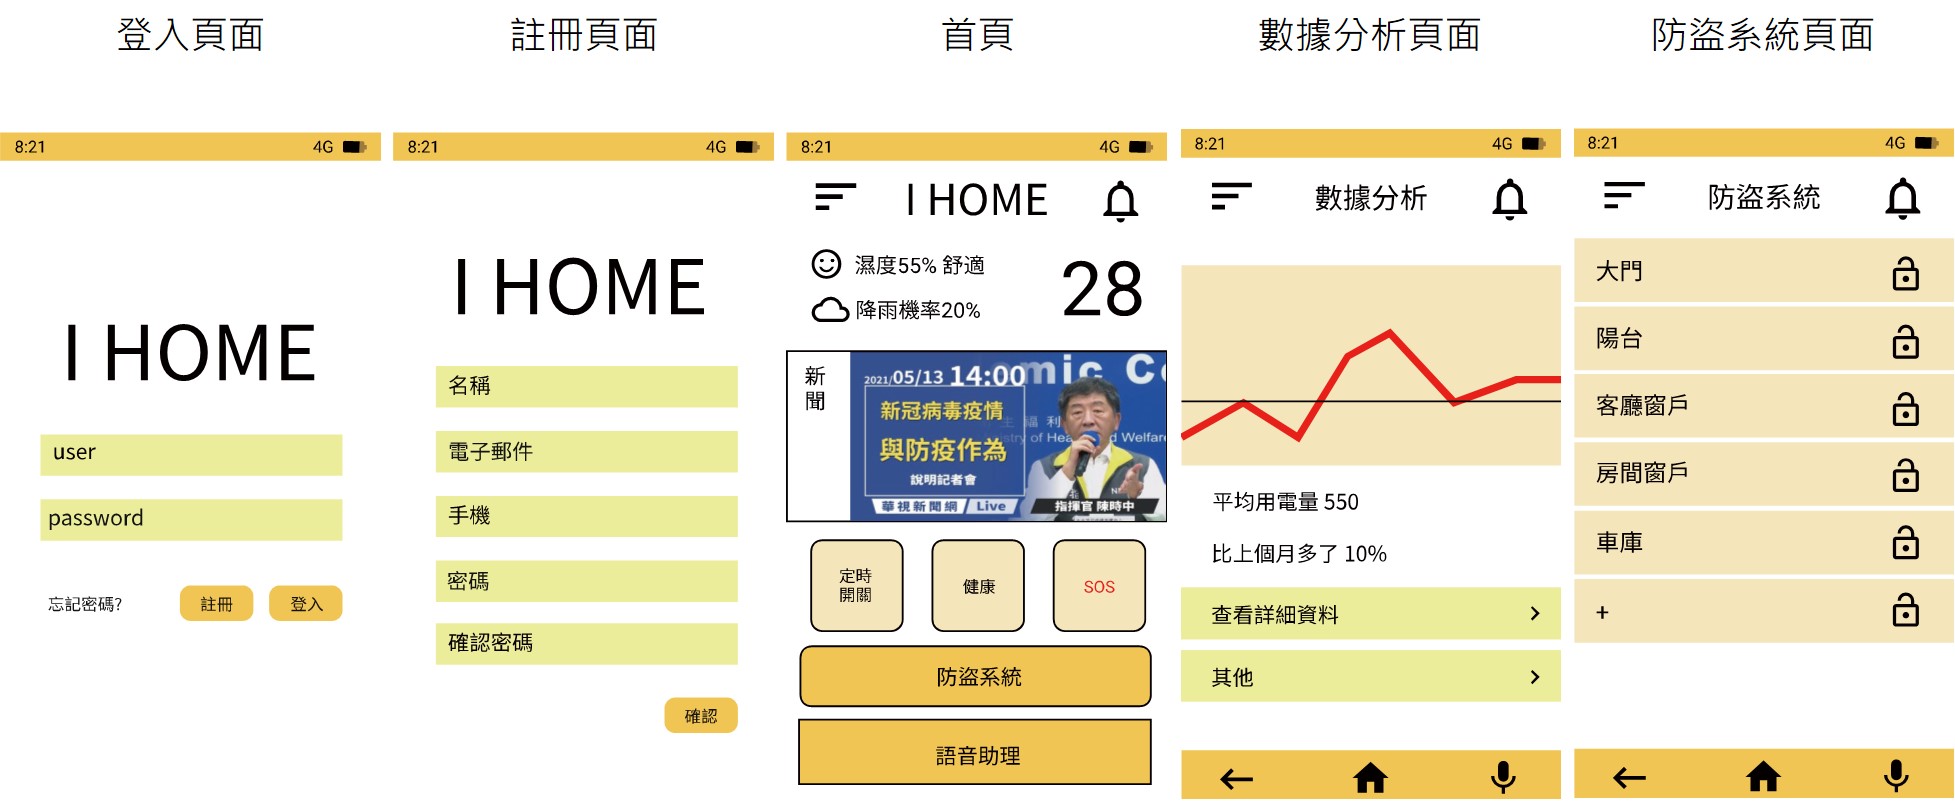 登入頁面
註冊頁面
首頁
數據分析頁面
防盜系統頁面
8:21 4G
I HOME
user
password
忘記密碼?
註冊
登入
8:21 4G
I HOME
名稱
電子郵件
手機
密碼
確認密碼
確認
8:21 4G
I HOME
濕度55% 舒適
降雨機率20%
28
新聞
2021/05/13 14:00
新冠病毒疫情
與防疫作為
說明記者會
華視新聞網 Live
指揮官 陳時中
定時
開關
健康
SOS
防盜系統
語音助理
8:21 4G
數據分析
平均用電量 550
比上個月多了 10%
查看詳細資料
其他
8:21 4G
防盜系統
大門
陽台
客廳窗戶
房間窗戶
車庫
+